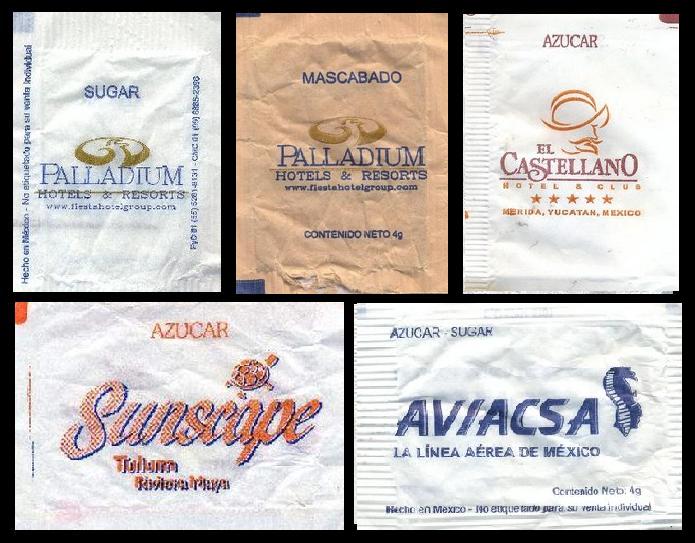 SUGAR
PALLADIUM
HOTELS & RESORTS
www.fiestahotelgroup.com
Hecho en México - No etiquetado para su venta individual
MASCABADO
PALLADIUM
HOTELS & RESORTS
www.fiestahotelgroup.com
CONTENIDO NETO 4g
AZUCAR
EL
CASTELLANO
HOTEL & CLUB
MERIDA, YUCATAN, MEXICO
AZUCAR
Sunscape
Tulum
Riviera Maya
AZUCAR - SUGAR
AVIACSA
LA LÍNEA AÉREA DE MÉXICO
Contenido Neto: 4g
Hecho en México - No etiquetado para su venta individual